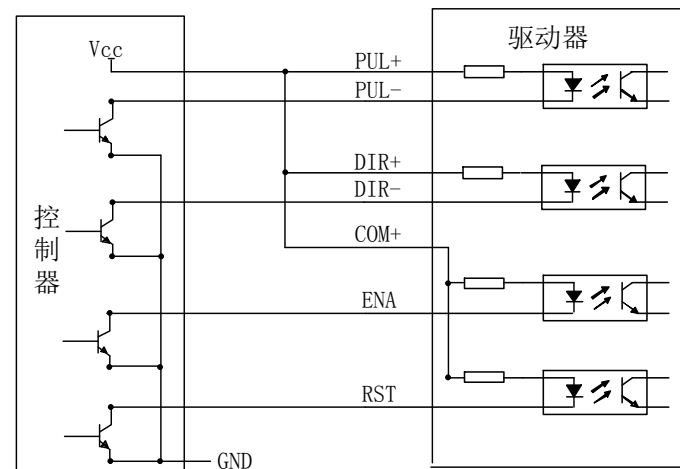 驱动器
Vcc
PUL+
PUL-
DIR+
DIR-
控制器
COM+
ENA
RST
GND